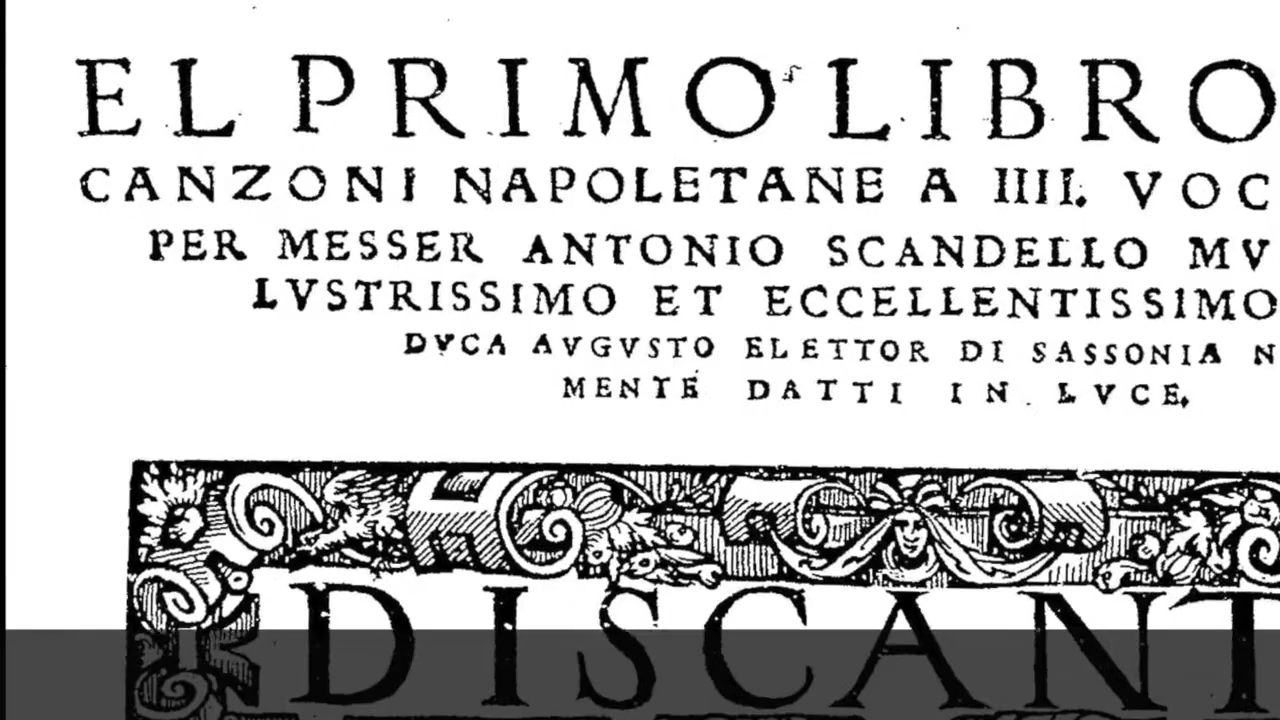 EL PRIMO LIBRO
CANZONI NAPOLETANE A IIII. VOC
PER MESSER ANTONIO SCANDELLO MV
LVSTRISSIMO ET ECCELLENTISSIMO
DVCA AVGVSTO ELETTOR DI SASSONIA N
MENTE DATTI IN LVCE.
DISCANT